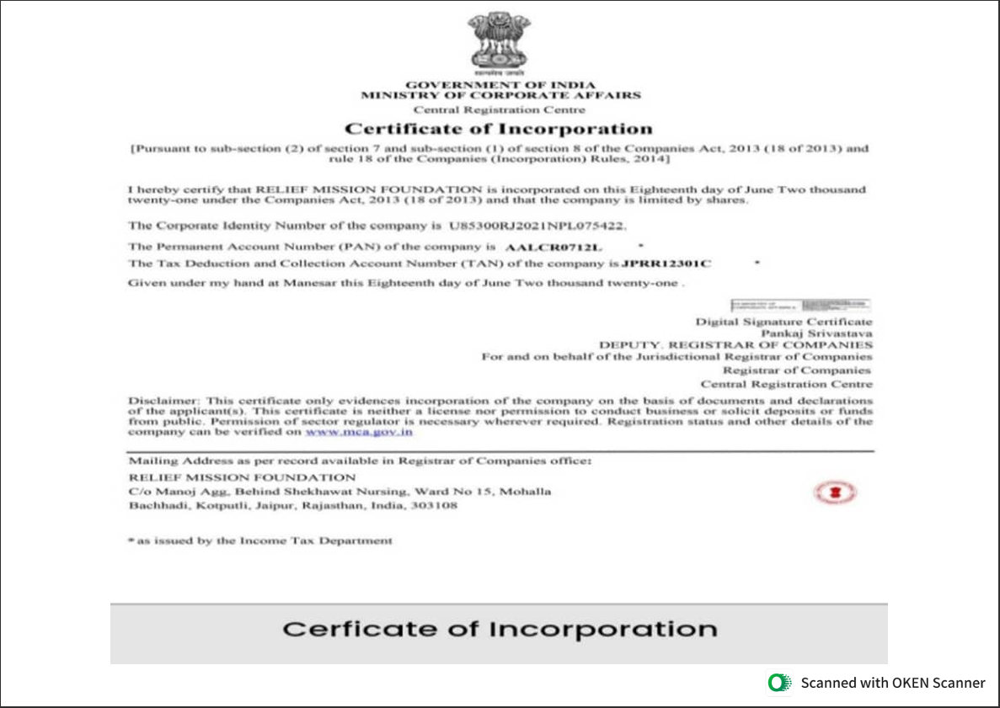 सत्यमेव जयते
GOVERNMENT OF INDIA
MINISTRY OF CORPORATE AFFAIRS
Central Registration Centre
Certificate of Incorporation
[Pursuant to sub-section (2) of section 7 and sub-section (1) of section 8 of the Companies Act, 2013 (18 of 2013) and
rule 18 of the Companies (Incorporation) Rules, 2014]
I hereby certify that RELIEF MISSION FOUNDATION is incorporated on this Eighteenth day of June Two thousand
twenty-one under the Companies Act, 2013 (18 of 2013) and that the company is limited by shares.
The Corporate Identity Number of the company is U85300RJ2021NPL075422.
The Permanent Account Number (PAN) of the company is AALCR0712L *
The Tax Deduction and Collection Account Number (TAN) of the company is JPRR12301C *
Given under my hand at Manesar this Eighteenth day of June Two thousand twenty-one .
Digital Signature Certificate
Pankaj Srivastava
DEPUTY. REGISTRAR OF COMPANIES
For and on behalf of the Jurisdictional Registrar of Companies
Registrar of Companies
Central Registration Centre
Disclaimer: This certificate only evidences incorporation of the company on the basis of documents and declarations
of the applicant(s). This certificate is neither a license nor permission to conduct business or solicit deposits or funds
from public. Permission of sector regulator is necessary wherever required. Registration status and other details of the
company can be verified on www.mca.gov.in
Mailing Address as per record available in Registrar of Companies office:
RELIEF MISSION FOUNDATION
C/o Manoj Agg, Behind Shekhawat Nursing, Ward No 15, Mohalla
Bachhadi, Kotputli, Jaipur, Rajasthan, India, 303108
* as issued by the Income Tax Department
Cerficate of Incorporation
Scanned with OKEN Scanner